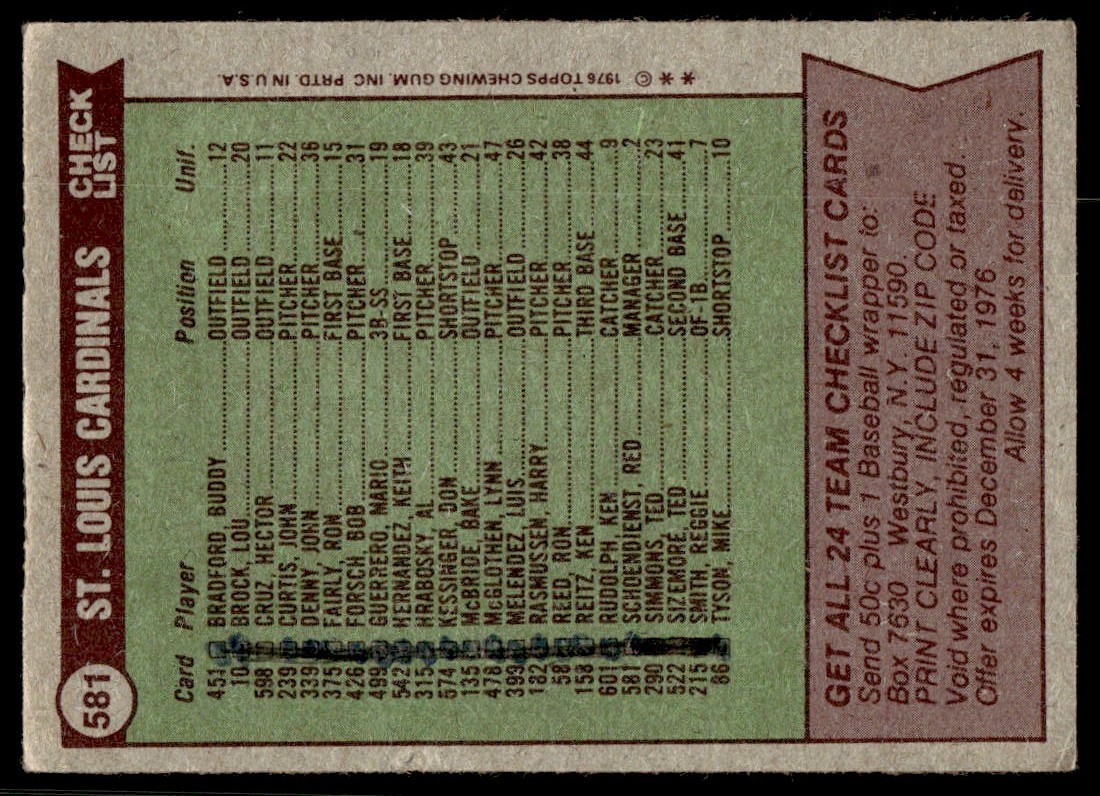 581 ST. LOUIS CARDINALS CHECK LIST
Card Player Position Unif.
451 BRADFORD, BUDDY OUTFIELD 12
10 BROCK, LOU OUTFIELD 20
598 CRUZ, HECTOR OUTFIELD 11
239 CURTIS, JOHN PITCHER 22
339 DENNY, JOHN PITCHER 36
375 FAIRLY, RON FIRST BASE 15
426 FORSCH, BOB PITCHER 31
499 GUERRERO, MARIO 3B-SS 19
542 HERNANDEZ, KEITH FIRST BASE 18
315 HRABOSKY, AL PITCHER 39
574 KESSINGER, DON SHORTSTOP 43
135 McBRIDE, BAKE OUTFIELD 21
478 McGLOTHEN, LYNN PITCHER 47
399 MELENDEZ, LUIS OUTFIELD 26
182 RASMUSSEN, HARRY PITCHER 42
58 REED, RON PITCHER 38
158 REITZ, KEN THIRD BASE 44
601 RUDOLPH, KEN CATCHER 9
581 SCHOENDIENST, RED MANAGER 2
290 SIMMONS, TED CATCHER 23
522 SIZEMORE, TED SECOND BASE 41
215 SMITH, REGGIE OF-1B 7
86 TYSON, MIKE SHORTSTOP 10
GET ALL 24 TEAM CHECKLIST CARDS
Send 50c plus 1 Baseball wrapper to:
Box 7630 Westbury, N.Y. 11590.
PRINT CLEARLY, INCLUDE ZIP CODE
Void where prohibited, regulated or taxed.
Offer expires December 31, 1976.
Allow 4 weeks for delivery.
* * © 1976 TOPPS CHEWING GUM, INC. PRTD. IN U.S.A.